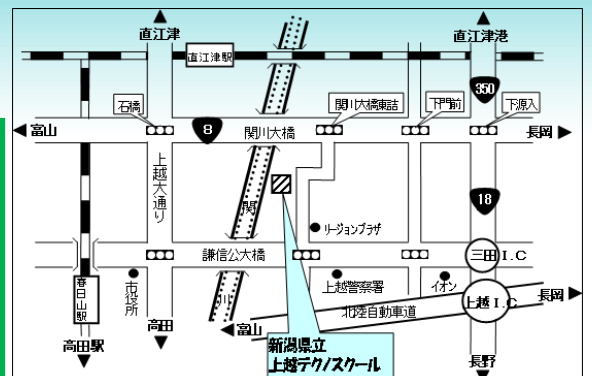 直江津
直江津港
直江津駅
350
石橋
関川大橋東詰
下門前
下源入
富山
8
関川大橋
長岡
上越大通り
関
18
リージョンプラザ
謙信公大橋
三田I.C
春日山駅
市役所
川
上越警察署
イオン
上越I.C
長岡
北陸自動車道
高田
富山
高田駅
新潟県立
上越テクノスクール
長野